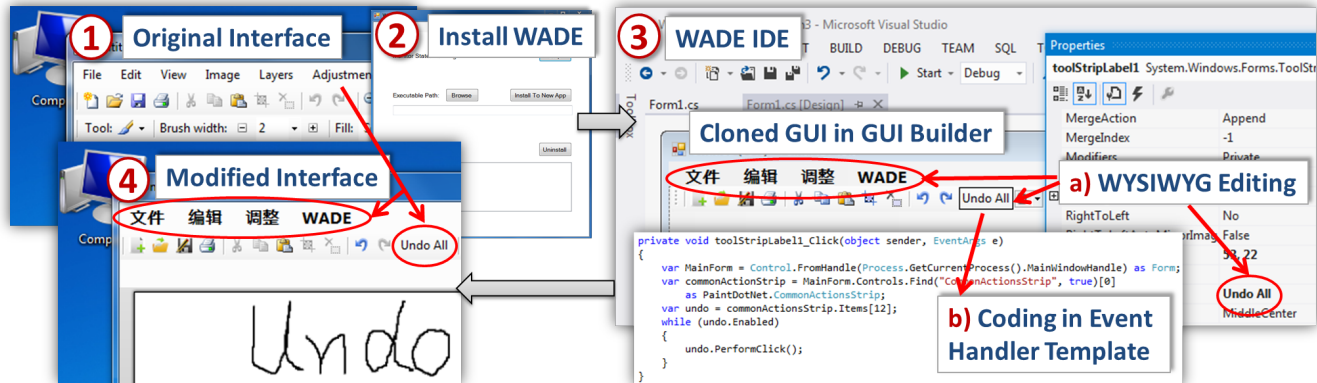 1 Original Interface
File Edit View Image Layers Adjustmen
Comp
Tool: Brush width: 2 Fill:
2 Install WADE
Executable Path: Browse Install To New App
Uninstall
3 WADE IDE
- Microsoft Visual Studio
BUILD DEBUG TEAM SQL
Start Debug
Form1.cs Form1.cs [Design]
Cloned GUI in GUI Builder
文件 编辑 调整 WADE
Undo All
Properties
toolStripLabel1 System.Windows.Forms.ToolStr
MergeAction Append
MergeIndex -1
Modifiers Private
a) WYSIWYG Editing
RightToLeft No
False
53, 22
Undo All
MiddleCenter
private void toolStripLabel1_Click(object sender, EventArgs e)
{
var MainForm = Control.FromHandle(Process.GetCurrentProcess().MainWindowHandle) as Form;
var commonActionStrip = MainForm.Controls.Find("CommonActionsStrip", true)[0]
as PaintDotNet.CommonActionsStrip;
var undo = commonActionsStrip.Items[12];
while (undo.Enabled)
{
undo.PerformClick();
}
}
b) Coding in Event
Handler Template
4 Modified Interface
文件 编辑 调整 WADE
Comp
Undo All
Undo